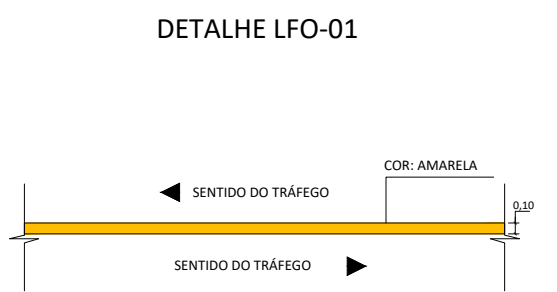 DETALHE LFO-01
COR: AMARELA
SENTIDO DO TRÁFEGO
0,10
SENTIDO DO TRÁFEGO